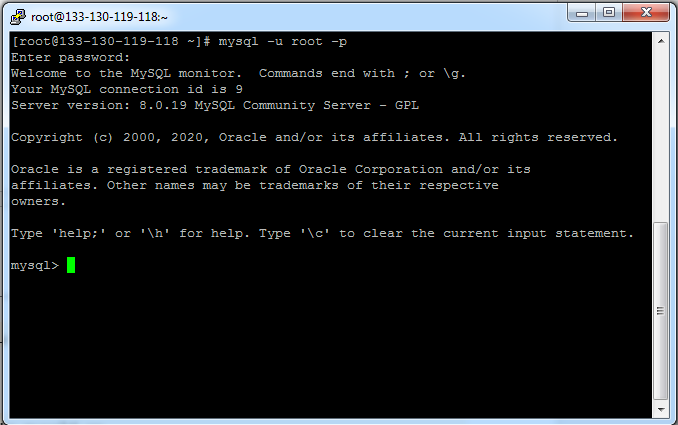 root@133-130-119-118:~
[root@133-130-119-118 ~]# mysql -u root -p
Enter password:
Welcome to the MySQL monitor.  Commands end with ; or \g.
Your MySQL connection id is 9
Server version: 8.0.19 MySQL Community Server - GPL
Copyright (c) 2000, 2020, Oracle and/or its affiliates. All rights reserved.
Oracle is a registered trademark of Oracle Corporation and/or its
affiliates. Other names may be trademarks of their respective
owners.
Type 'help;' or '\h' for help. Type '\c' to clear the current input statement.
mysql>